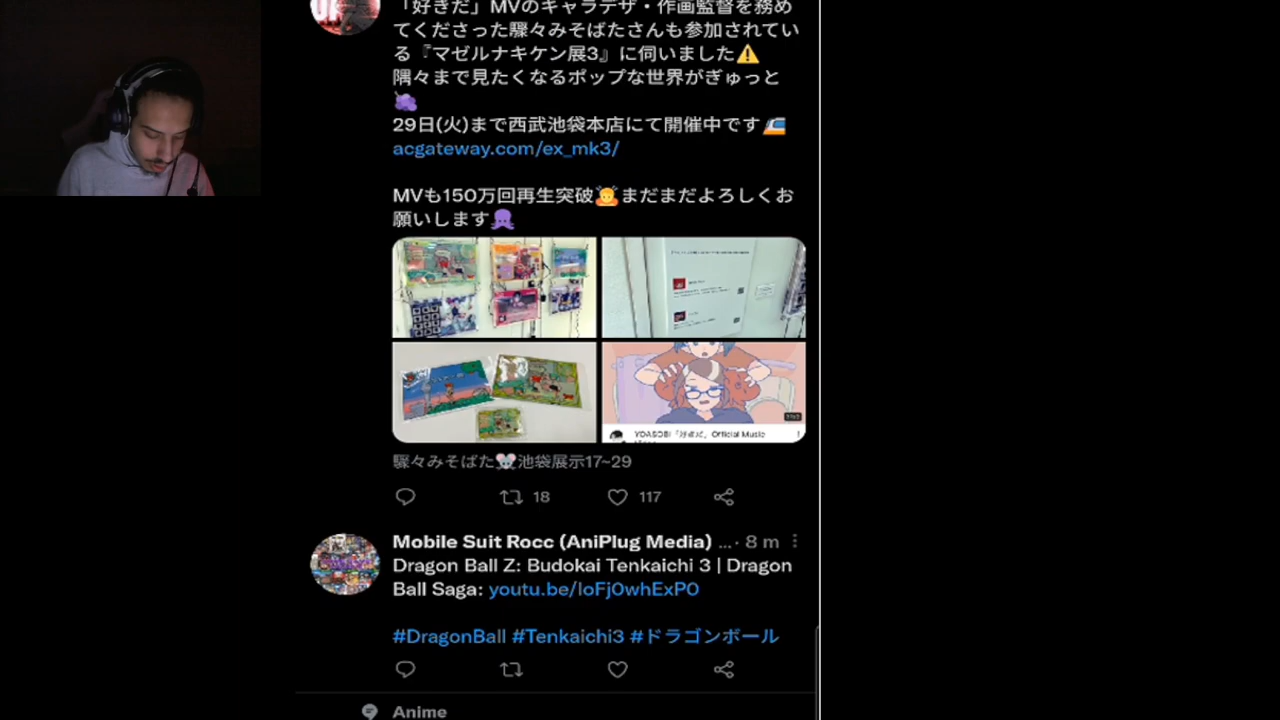 「好きだ」MVのキャラデザ・作画監督を務め
てくださった驟々みそばたさんも参加されてい
る『マゼルナキケン展3』に伺いました⚠️
隅々まで見たくなるポップな世界がぎゅっと
🍇
29日(火)まで西武池袋本店にて開催中です🚅
acgateway.com/ex_mk3/
MVも150万回再生突破🙇まだまだよろしくお
願いします🐙
YOASOBI「好きだ」Official Music
驟々みそばた🐭池袋展示17~29
18 117
Mobile Suit Rocc (AniPlug Media) ... · 8 m
Dragon Ball Z: Budokai Tenkaichi 3 | Dragon
Ball Saga: youtu.be/loFj0whExP0
#DragonBall #Tenkaichi3 #ドラゴンボール
Anime